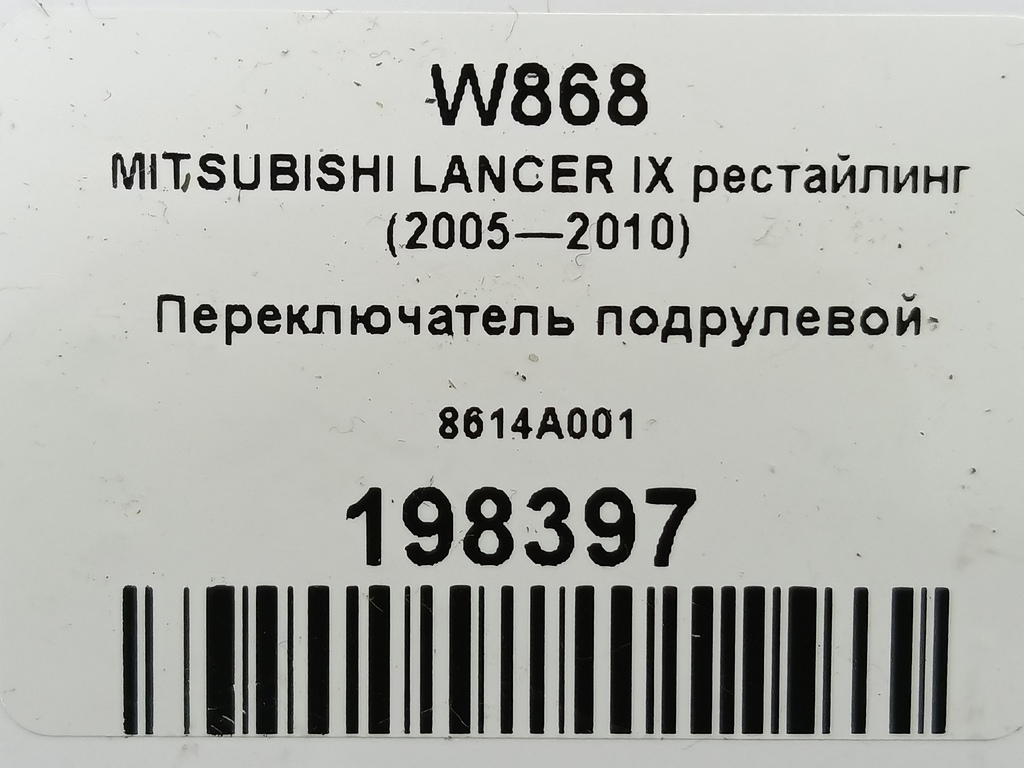 W868
MITSUBISHI LANCER IX рестайлинг
(2005—2010)
Переключатель подрулевой
8614A001
198397